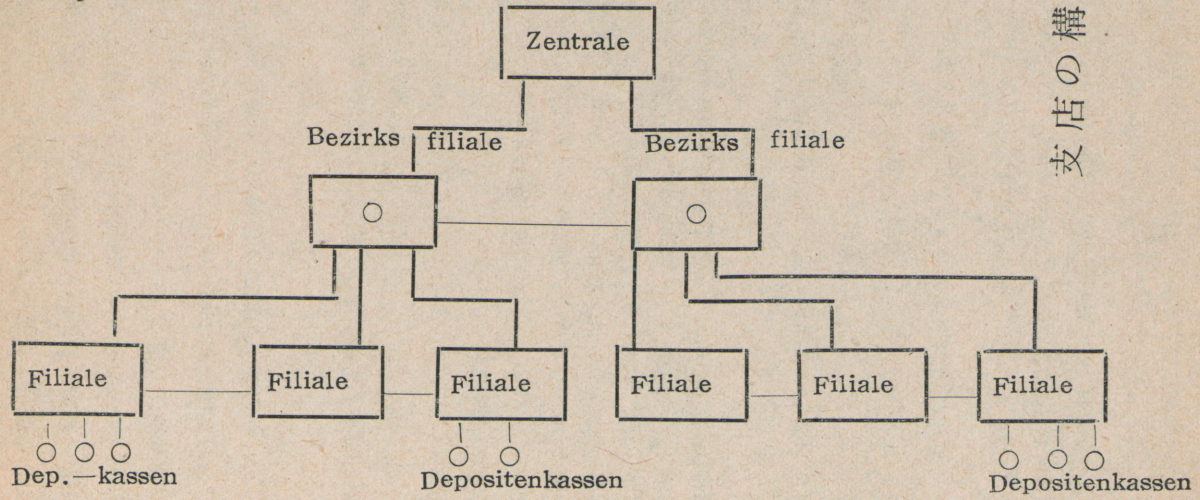 支店の構
Zentrale
Bezirks filiale
Bezirks filiale
Filiale
Filiale
Filiale
Filiale
Filiale
Filiale
Dep.—kassen
Depositenkassen
Depositenkassen